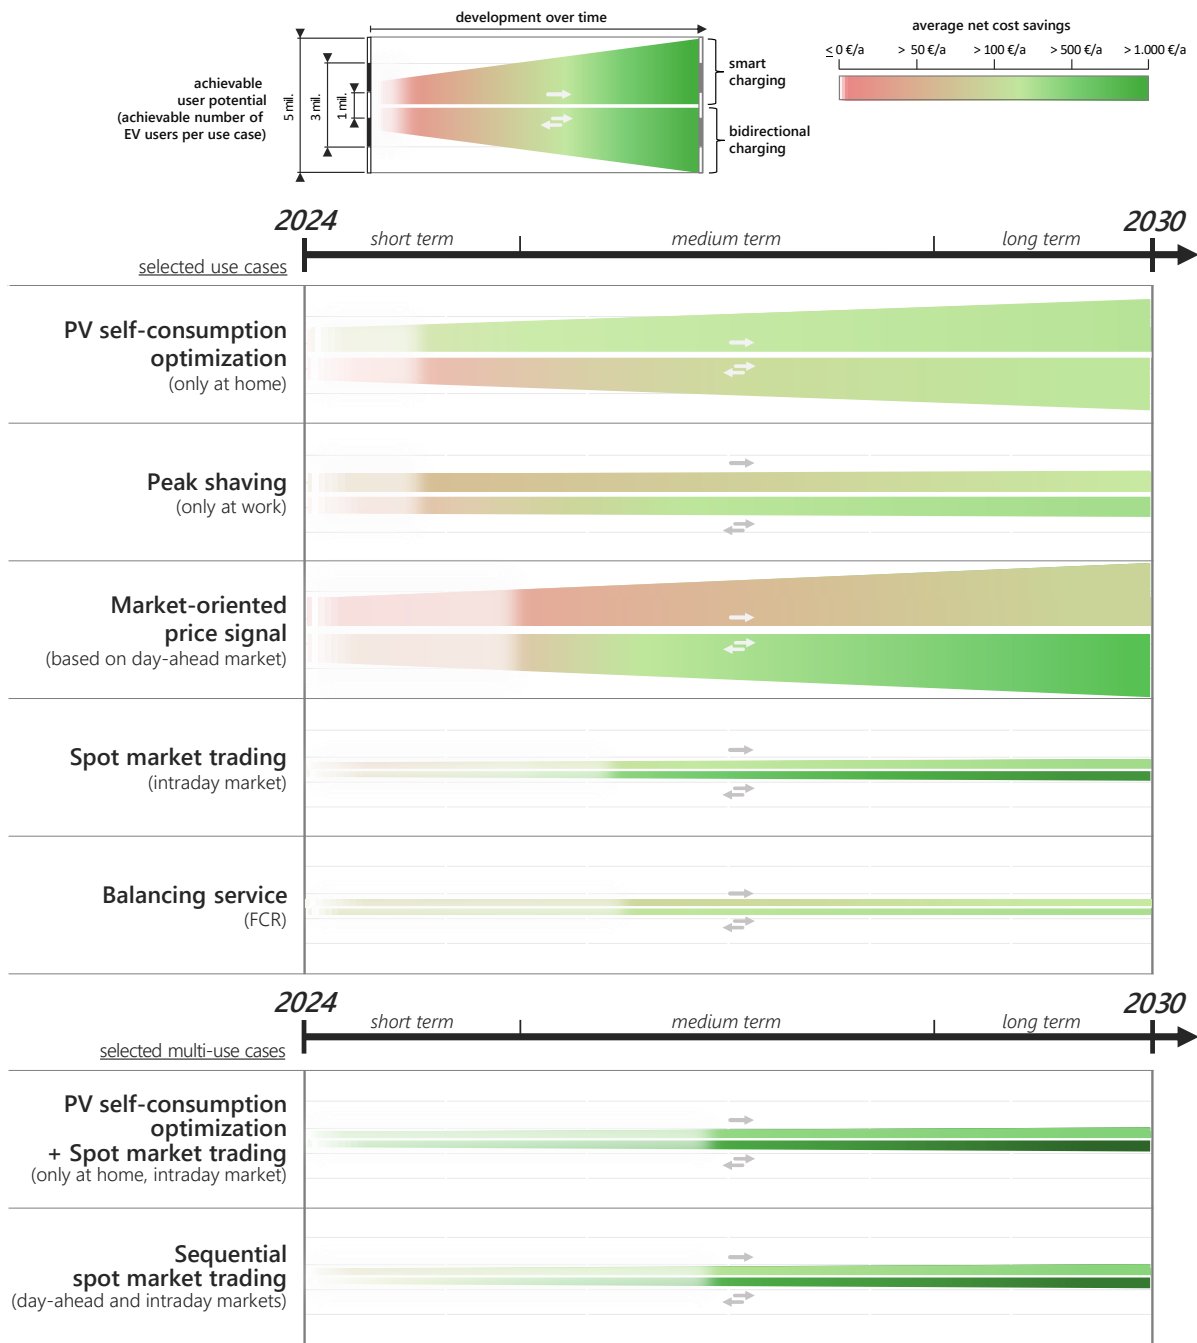 development over time
average net cost savings
≤ 0 €/a
> 50 €/a
> 100 €/a
> 500 €/a
> 1.000 €/a
achievable
user potential
(achievable number of
EV users per use case)
5 mil.
3 mil.
1 mil.
smart
charging
bidirectional
charging
2024
2030
short term
medium term
long term
selected use cases
PV self-consumption
optimization
(only at home)
Peak shaving
(only at work)
Market-oriented
price signal
(based on day-ahead market)
Spot market trading
(intraday market)
Balancing service
(FCR)
2024
2030
short term
medium term
long term
selected multi-use cases
PV self-consumption
optimization
+ Spot market trading
(only at home, intraday market)
Sequential
spot market trading
(day-ahead and intraday markets)